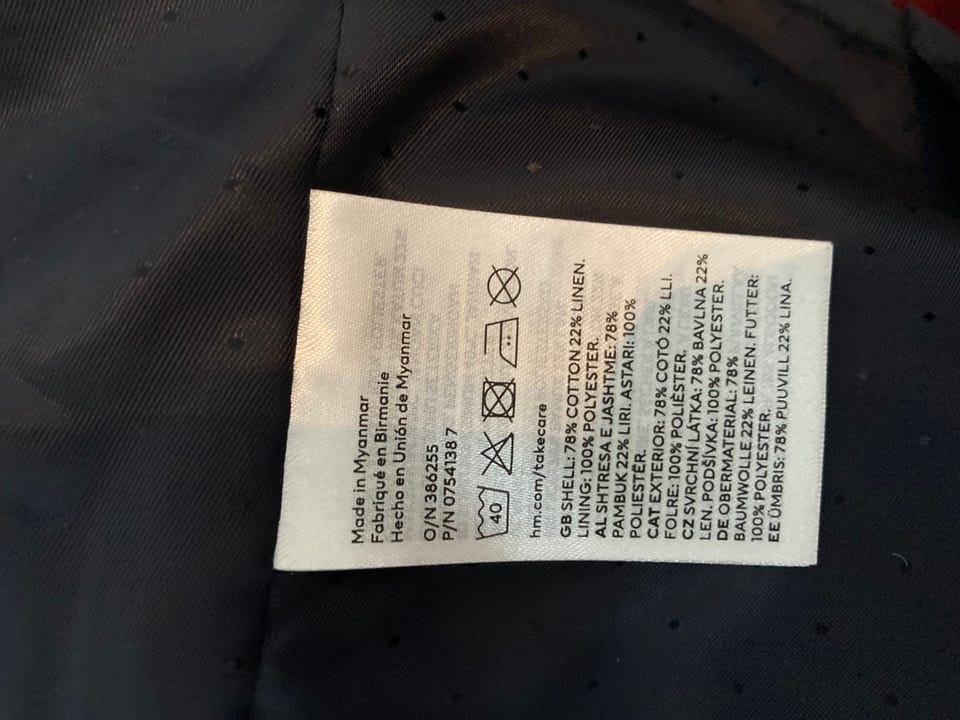 Made in Myanmar
Fabriqué en Birmanie
Hecho en Unión de Myanmar
O/N 386255
P/N 0754138 7
40
hm.com/takecare
GB SHELL: 78% COTTON 22% LINEN.
LINING: 100% POLYESTER.
AL SHTRESA E JASHTME: 78%
PAMBUK 22% LIRI. ASTARI: 100%
POLIESTËR.
CAT EXTERIOR: 78% COTÓ 22% LLI.
FOLRE: 100% POLIÈSTER.
CZ SVRCHNÍ LÁTKA: 78% BAVLNA 22%
LEN. PODŠÍVKA: 100% POLYESTER.
DE OBERMATERIAL: 78%
BAUMWOLLE 22% LEINEN. FUTTER:
100% POLYESTER.
EE ÜMBRIS: 78% PUUVILL 22% LINA.